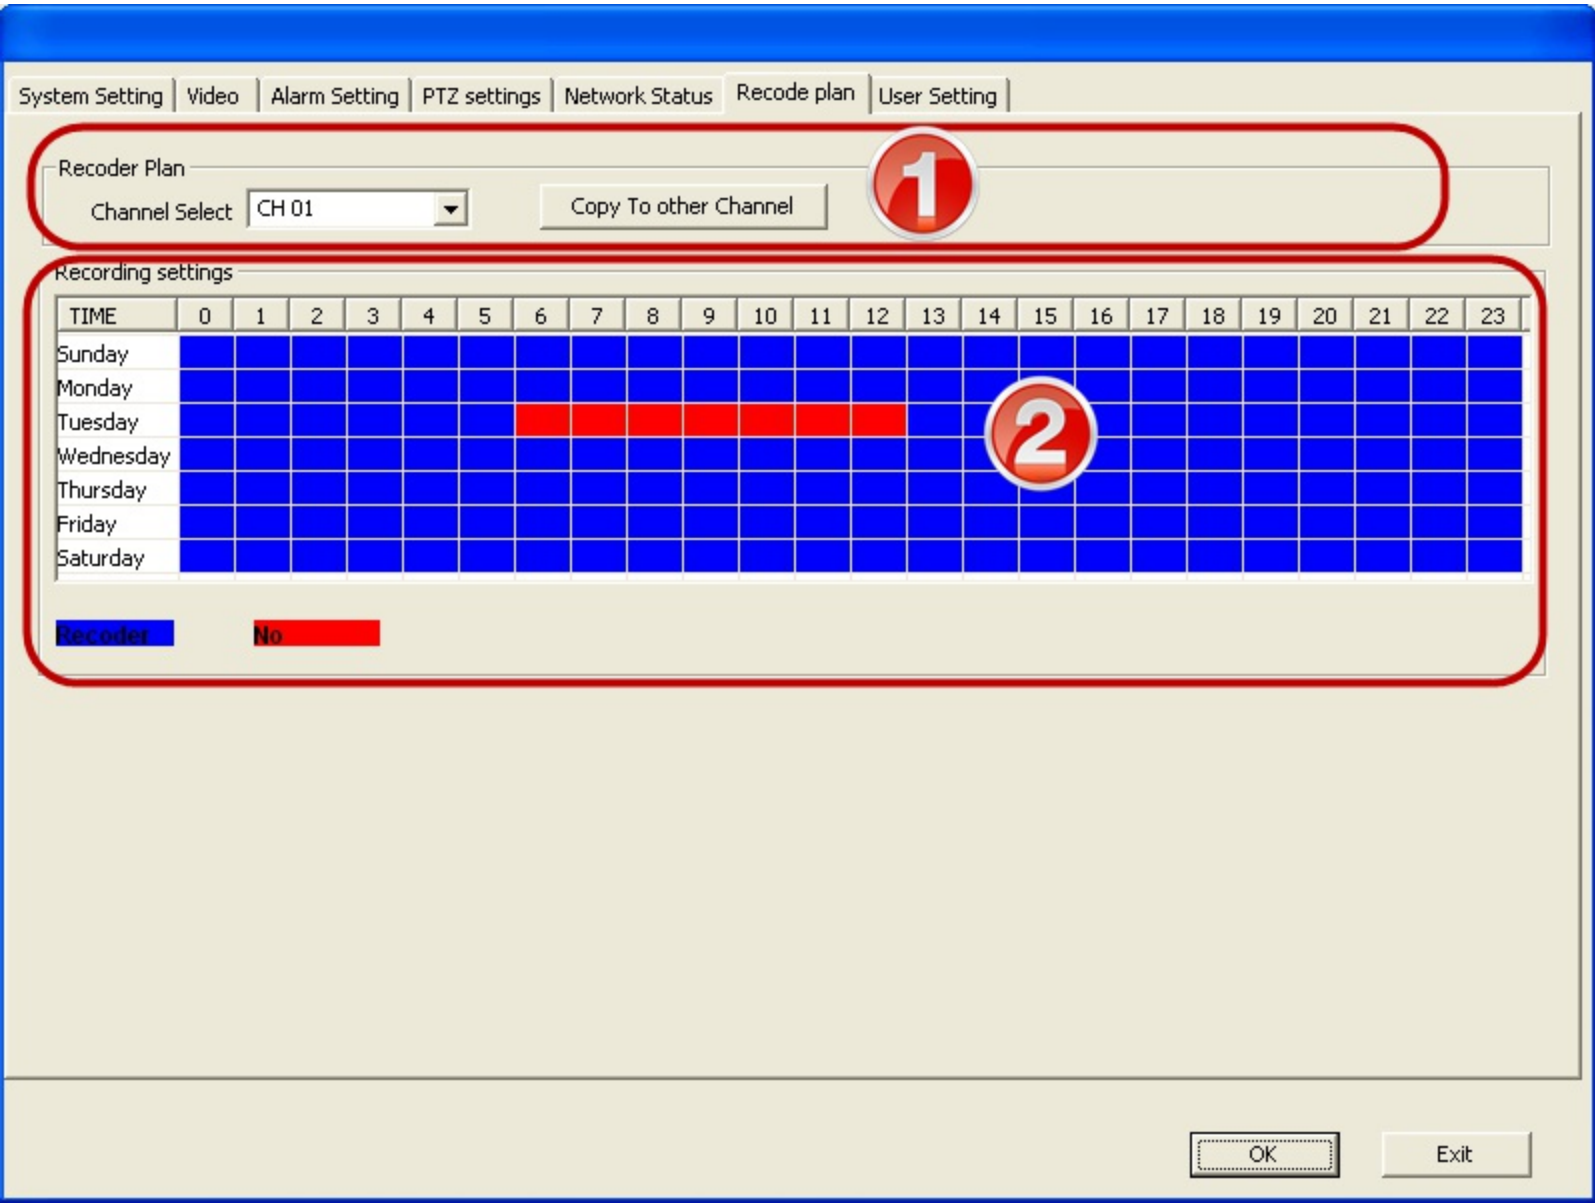 System Setting Video Alarm Setting PTZ settings Network Status Recode plan User Setting
Recoder Plan
Channel Select CH 01 Copy To other Channel
1
Recording settings
TIME 0 1 2 3 4 5 6 7 8 9 10 11 12 13 14 15 16 17 18 19 20 21 22 23
Sunday
Monday
Tuesday
2
Wednesday
Thursday
Friday
Saturday
Recoder No
OK Exit